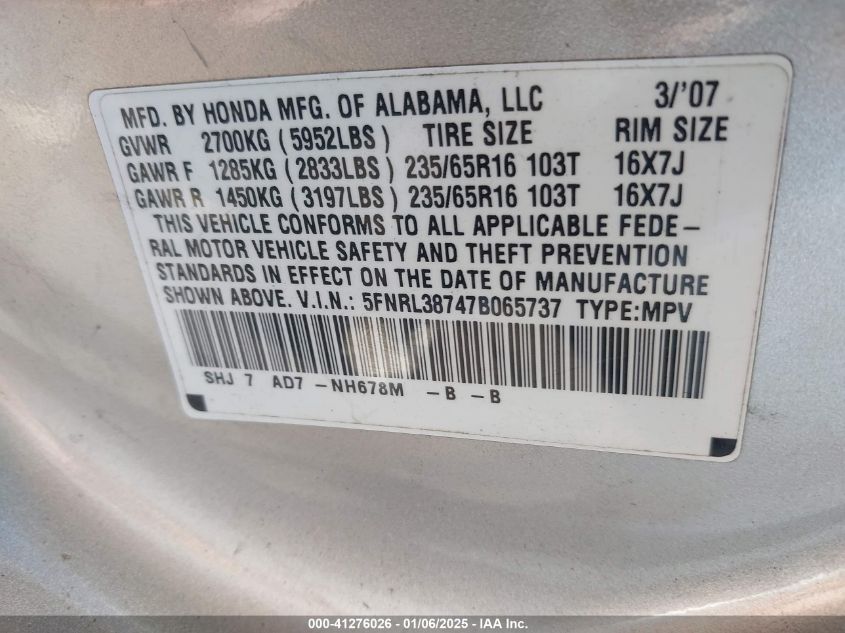 MFD. BY HONDA MFG. OF ALABAMA, LLC 3/'07
GVWR 2700KG (5952LBS) TIRE SIZE RIM SIZE
GAWR F 1285KG (2833LBS) 235/65R16 103T 16X7J
GAWR R 1450KG (3197LBS) 235/65R16 103T 16X7J
THIS VEHICLE CONFORMS TO ALL APPLICABLE FEDE-
RAL MOTOR VEHICLE SAFETY AND THEFT PREVENTION
STANDARDS IN EFFECT ON THE DATE OF MANUFACTURE
SHOWN ABOVE. V.I.N.: 5FNRL38747B065737 TYPE:MPV
SHJ 7 AD7 -NH678M -B -B
000-41276026 - 01/06/2025 - IAA Inc.